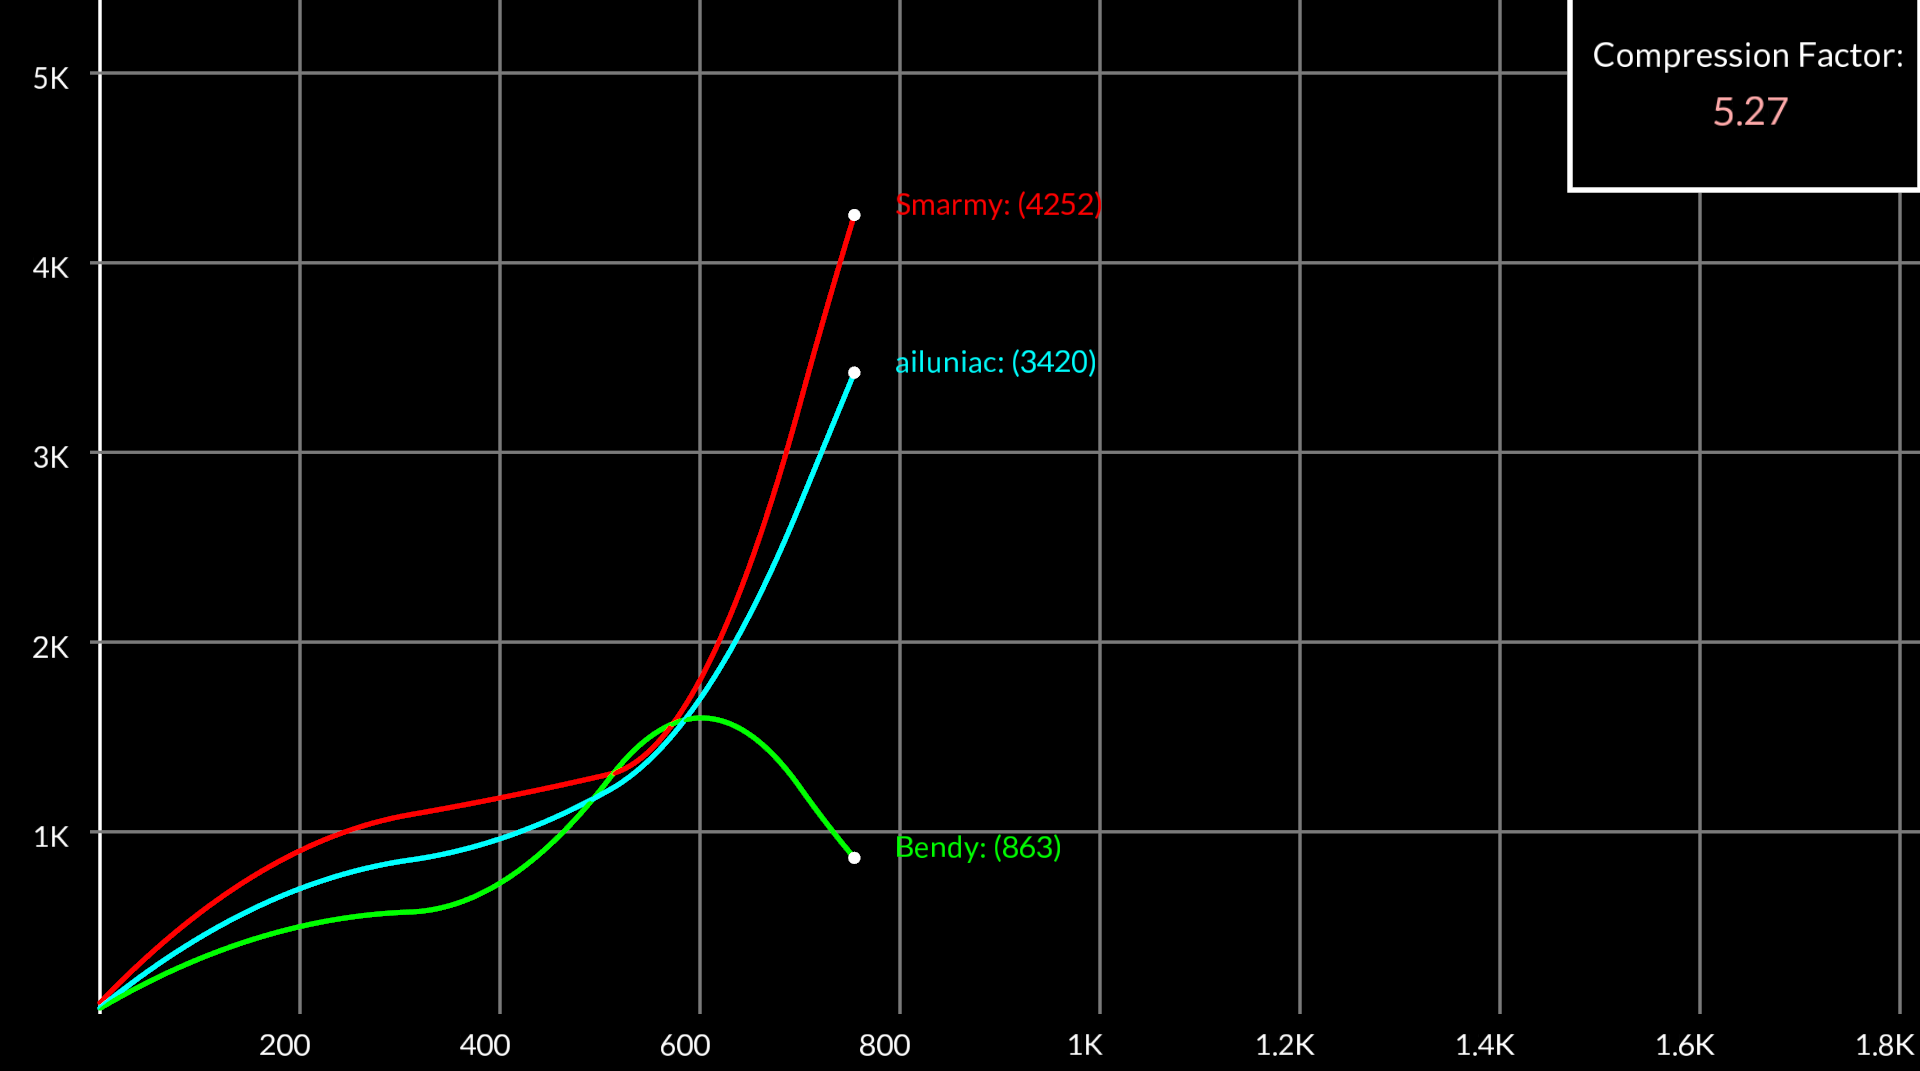 Compression Factor:
5.27
5K
4K
3K
2K
1K
Smarmy: (4252)
ailuniac: (3420)
Bendy: (863)
200 400 600 800 1K 1.2K 1.4K 1.6K 1.8K